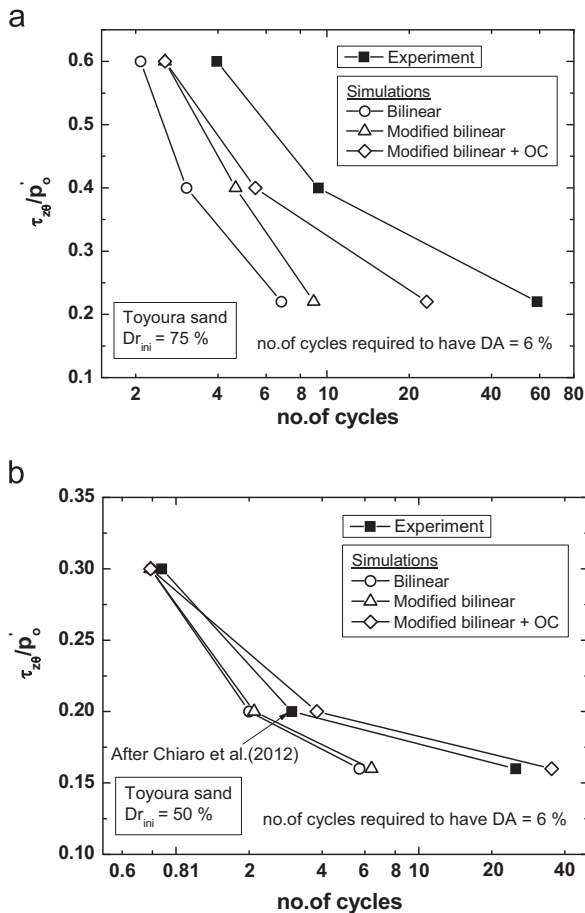 a
0.6
0.5
0.4
0.3
0.2
0.1
τzθ/p'o
Experiment
Simulations
Bilinear
Modified bilinear
Modified bilinear + OC
Toyoura sand
Drini = 75 %
no.of cycles required to have DA = 6 %
2 4 6 8 10 20 40 60 80
no.of cycles
b
0.35
0.30
0.25
0.20
0.15
0.10
τzθ/p'o
Experiment
Simulations
Bilinear
Modified bilinear
Modified bilinear + OC
After Chiaro et al.(2012)
Toyoura sand
Drini = 50 %
no.of cycles required to have DA = 6 %
0.6 0.81 2 4 6 8 10 20 40
no.of cycles